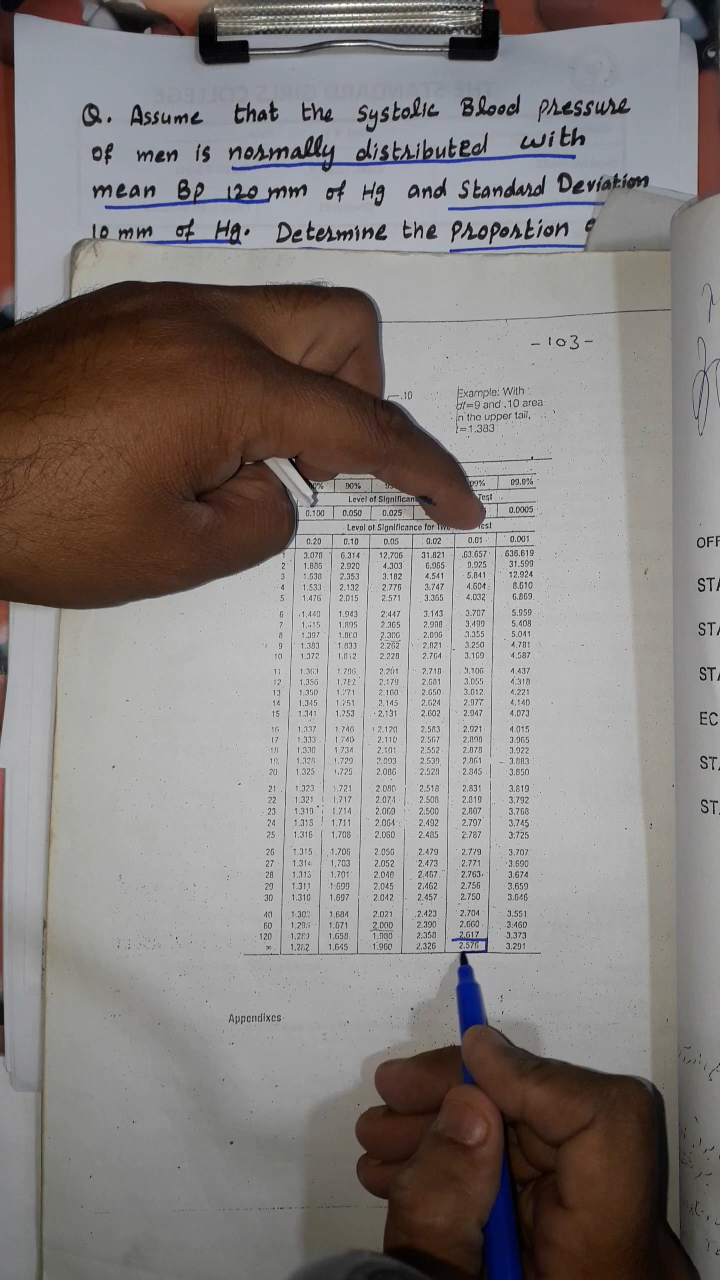 Q. Assume that the Systolic Blood pressure
of men is normally distributed with
mean BP 120 mm of Hg and Standard Deviation
10 mm of Hg. Determine the proportion
-103-
.10
Example: With
df=9 and .10 area
in the upper tail,
t=1.383
90% 99.9%
Level of Significance Test
0.100 0.050 0.025 0.0005
Level of Significance for
0.20 0.10 0.05 0.02 0.01 0.001
1 3.078 6.314 12.706 31.821 63.657 636.619
2 1.886 2.920 4.303 6.965 9.925 31.599
3 1.638 2.353 3.182 4.541 5.841 12.924
4 1.533 2.132 2.776 3.747 4.604 8.610
5 1.476 2.015 2.571 3.365 4.032 6.869
6 1.440 1.943 2.447 3.143 3.707 5.959
7 1.415 1.895 2.365 2.998 3.499 5.408
8 1.397 1.860 2.306 2.896 3.355 5.041
9 1.383 1.833 2.262 2.821 3.250 4.781
10 1.372 1.812 2.228 2.764 3.169 4.587
11 1.363 1.796 2.201 2.718 3.106 4.437
12 1.356 1.782 2.179 2.681 3.055 4.318
13 1.350 1.771 2.160 2.650 3.012 4.221
14 1.345 1.761 2.145 2.624 2.977 4.140
15 1.341 1.753 2.131 2.602 2.947 4.073
16 1.337 1.746 2.120 2.583 2.921 4.015
17 1.333 1.740 2.110 2.567 2.898 3.965
18 1.330 1.734 2.101 2.552 2.878 3.922
19 1.328 1.729 2.093 2.539 2.861 3.883
20 1.325 1.725 2.086 2.528 2.845 3.850
21 1.323 1.721 2.080 2.518 2.831 3.819
22 1.321 1.717 2.074 2.508 2.819 3.792
23 1.319 1.714 2.069 2.500 2.807 3.768
24 1.318 1.711 2.064 2.492 2.797 3.745
25 1.316 1.708 2.060 2.485 2.787 3.725
26 1.315 1.706 2.056 2.479 2.779 3.707
27 1.314 1.703 2.052 2.473 2.771 3.690
28 1.313 1.701 2.048 2.467 2.763 3.674
29 1.311 1.699 2.045 2.462 2.756 3.659
30 1.310 1.697 2.042 2.457 2.750 3.646
40 1.303 1.684 2.021 2.423 2.704 3.551
60 1.296 1.671 2.000 2.390 2.660 3.460
120 1.289 1.658 1.980 2.358 2.617 3.373
∞ 1.282 1.645 1.960 2.326 2.576 3.291
Appendixes
OFF
STA
STA
STA
EC
STA
STA